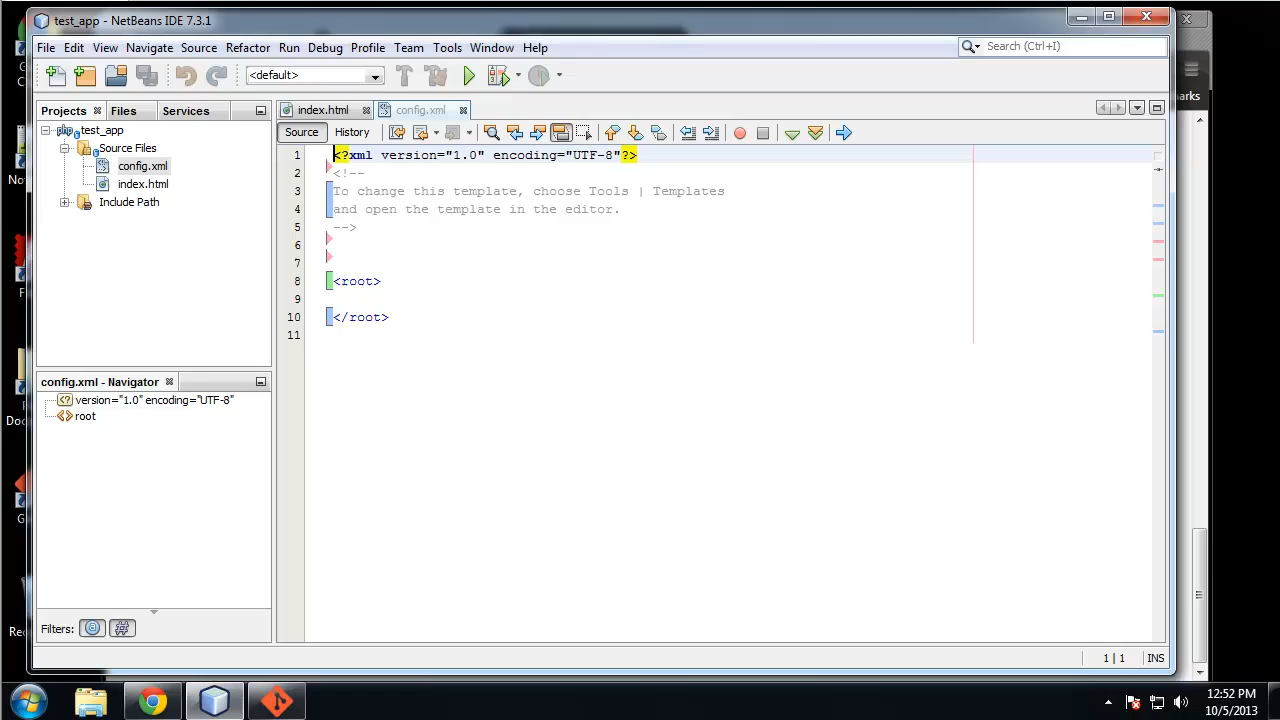 test_app - NetBeans IDE 7.3.1
File Edit View Navigate Source Refactor Run Debug Profile Team Tools Window Help
Search (Ctrl+I)
<default>
Projects Files Services
index.html config.xml
Source History
test_app
Source Files
config.xml
index.html
Include Path
1 <?xml version="1.0" encoding="UTF-8"?>
2 <!--
3 To change this template, choose Tools | Templates
4 and open the template in the editor.
5 -->
6
7
8 <root>
9
10 </root>
11
config.xml - Navigator
version="1.0" encoding="UTF-8"
root
Filters:
1 | 1 INS
12:52 PM
10/5/2013